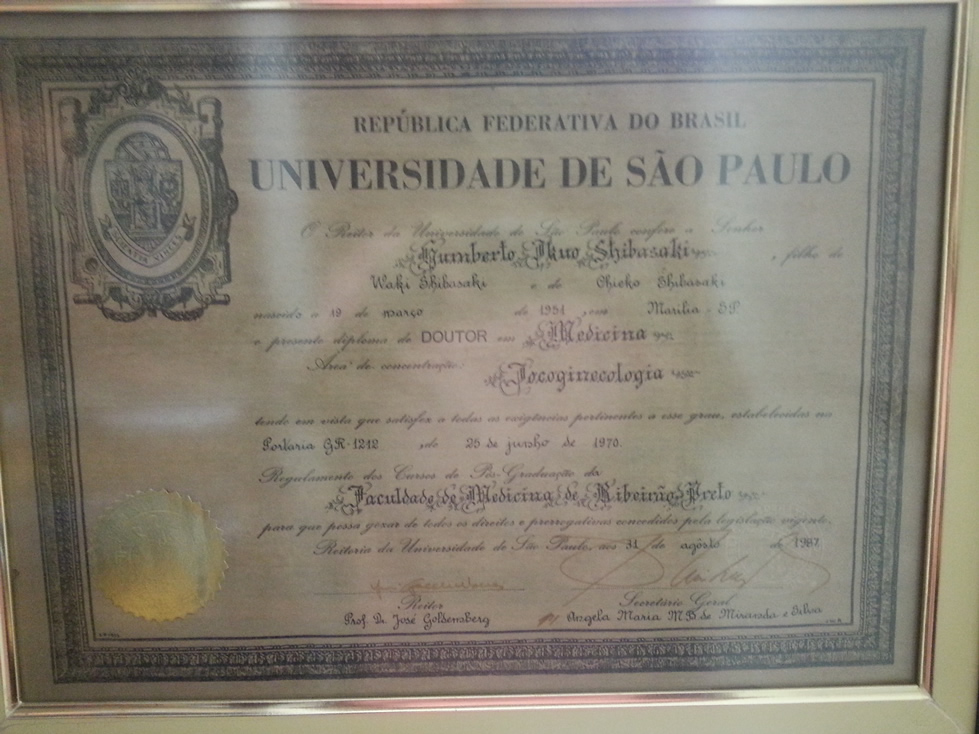 REPÚBLICA FEDERATIVA DO BRASIL
UNIVERSIDADE DE SÃO PAULO
O Reitor da Universidade de São Paulo confere a Senhor
Humberto Ikuo Shibasaki, filho de
Waki Shibasaki e de Chieko Shibasaki
nascido a 19 de março de 1951, em Marília - SP
o presente diploma de DOUTOR em Medicina
Área de concentração:
Tocoginecologia
tendo em vista que satisfez a todas as exigências pertinentes a esse grau, estabelecidas na
Portaria GR-1212, de 25 de junho de 1970.
Regulamento dos Cursos de Pós-Graduação da
Faculdade de Medicina de Ribeirão Preto
para que possa gozar de todos os direitos e prerrogativas concedidos pela legislação vigente.
Reitoria da Universidade de São Paulo, aos 31 de agôsto de 1987
Reitor Secretário Geral
Prof. Dr. José Goldemberg Angela Maria M.P. de Miranda e Silva